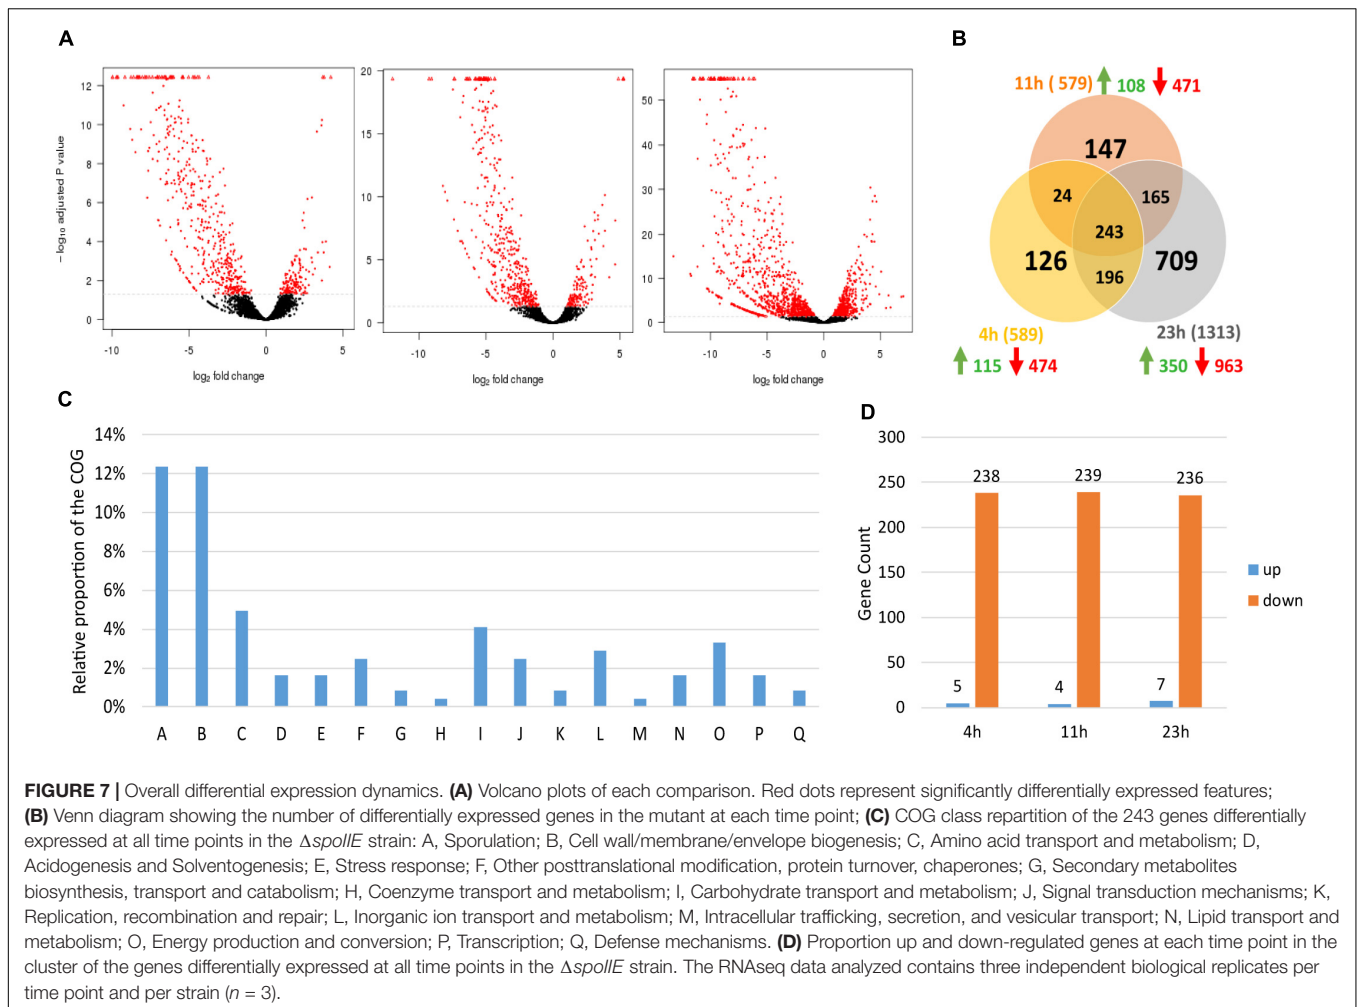 A
12
10
8
6
4
2
0
− log10 adjusted P value
-10
-5
0
5
log2 fold change
20
15
10
5
0
-10
-5
0
5
log2 fold change
50
40
30
20
10
0
-10
-5
0
5
log2 fold change
B
11h ( 579) 108 471
147
24
165
243
126
196
709
4h (589)
115 474
23h (1313)
350 963
C
14%
12%
10%
8%
6%
4%
2%
0%
Relative proportion of the COG
A B C D E F G H I J K L M N O P Q
D
300
250
200
150
100
50
0
Gene Count
238
239
236
5
4
7
4h 11h 23h
up
down
FIGURE 7 | Overall differential expression dynamics. (A) Volcano plots of each comparison. Red dots represent significantly differentially expressed features;
(B) Venn diagram showing the number of differentially expressed genes in the mutant at each time point; (C) COG class repartition of the 243 genes differentially
expressed at all time points in the ΔspoIIE strain: A, Sporulation; B, Cell wall/membrane/envelope biogenesis; C, Amino acid transport and metabolism; D,
Acidogenesis and Solventogenesis; E, Stress response; F, Other posttranslational modification, protein turnover, chaperones; G, Secondary metabolites
biosynthesis, transport and catabolism; H, Coenzyme transport and metabolism; I, Carbohydrate transport and metabolism; J, Signal transduction mechanisms; K,
Replication, recombination and repair; L, Inorganic ion transport and metabolism; M, Intracellular trafficking, secretion, and vesicular transport; N, Lipid transport and
metabolism; O, Energy production and conversion; P, Transcription; Q, Defense mechanisms. (D) Proportion up and down-regulated genes at each time point in the
cluster of the genes differentially expressed at all time points in the ΔspoIIE strain. The RNAseq data analyzed contains three independent biological replicates per
time point and per strain (n = 3).